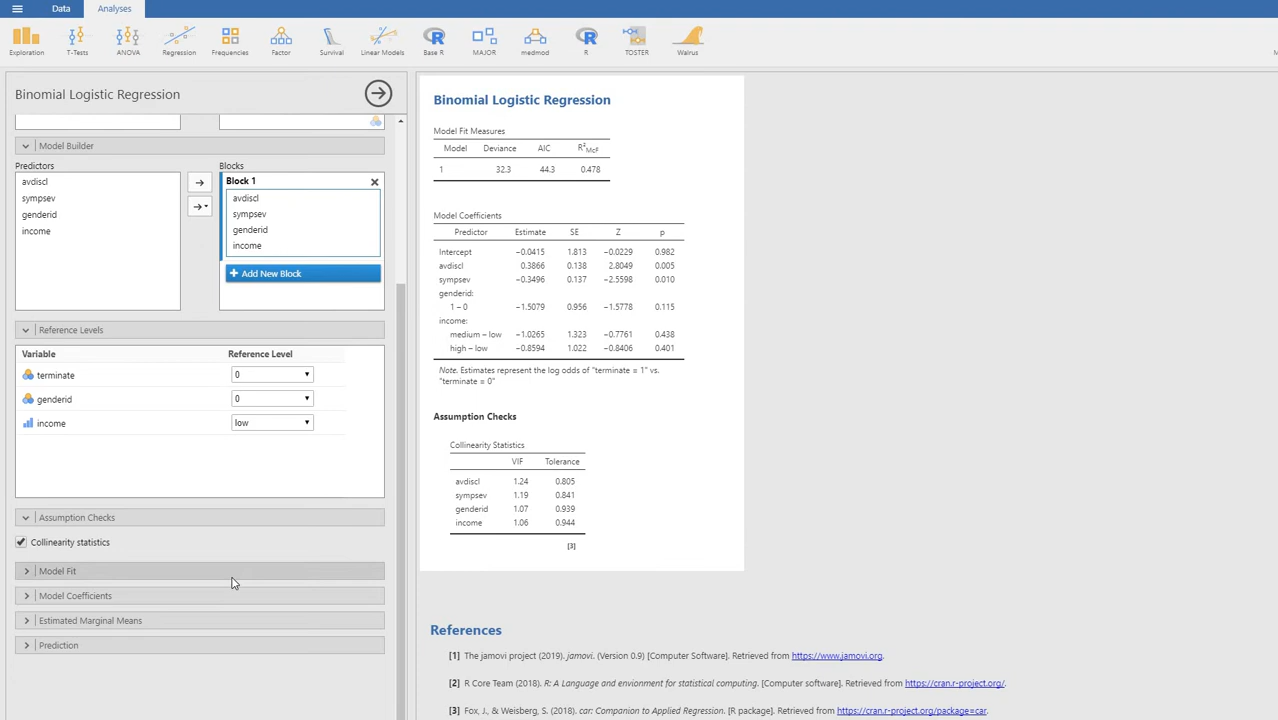 Data Analyses
Exploration T-Tests ANOVA Regression Frequencies Factor Survival Linear Models Base R MAJOR medmod R TOSTER Walrus
Binomial Logistic Regression
Model Builder
Predictors Blocks
avdiscl
sympsev
genderid
income
Block 1
avdiscl
sympsev
genderid
income
+ Add New Block
Reference Levels
Variable Reference Level
terminate 0
genderid 0
income low
Assumption Checks
Collinearity statistics
Model Fit
Model Coefficients
Estimated Marginal Means
Prediction
Binomial Logistic Regression
Model Fit Measures
Model Deviance AIC R²McF
1 32.3 44.3 0.478
Model Coefficients
Predictor Estimate SE Z p
Intercept −0.0415 1.813 −0.0229 0.982
avdiscl 0.3866 0.138 2.8049 0.005
sympsev −0.3496 0.137 −2.5598 0.010
genderid:
1 – 0 −1.5079 0.956 −1.5778 0.115
income:
medium – low −1.0265 1.323 −0.7761 0.438
high – low −0.8594 1.022 −0.8406 0.401
Note. Estimates represent the log odds of "terminate = 1" vs.
"terminate = 0"
Assumption Checks
Collinearity Statistics
VIF Tolerance
avdiscl 1.24 0.805
sympsev 1.19 0.841
genderid 1.07 0.939
income 1.06 0.944
[3]
References
[1] The jamovi project (2019). jamovi. (Version 0.9) [Computer Software]. Retrieved from https://www.jamovi.org.
[2] R Core Team (2018). R: A Language and envionment for statistical computing. [Computer software]. Retrieved from https://cran.r-project.org/.
[3] Fox, J., & Weisberg, S. (2018). car: Companion to Applied Regression. [R package]. Retrieved from https://cran.r-project.org/package=car.